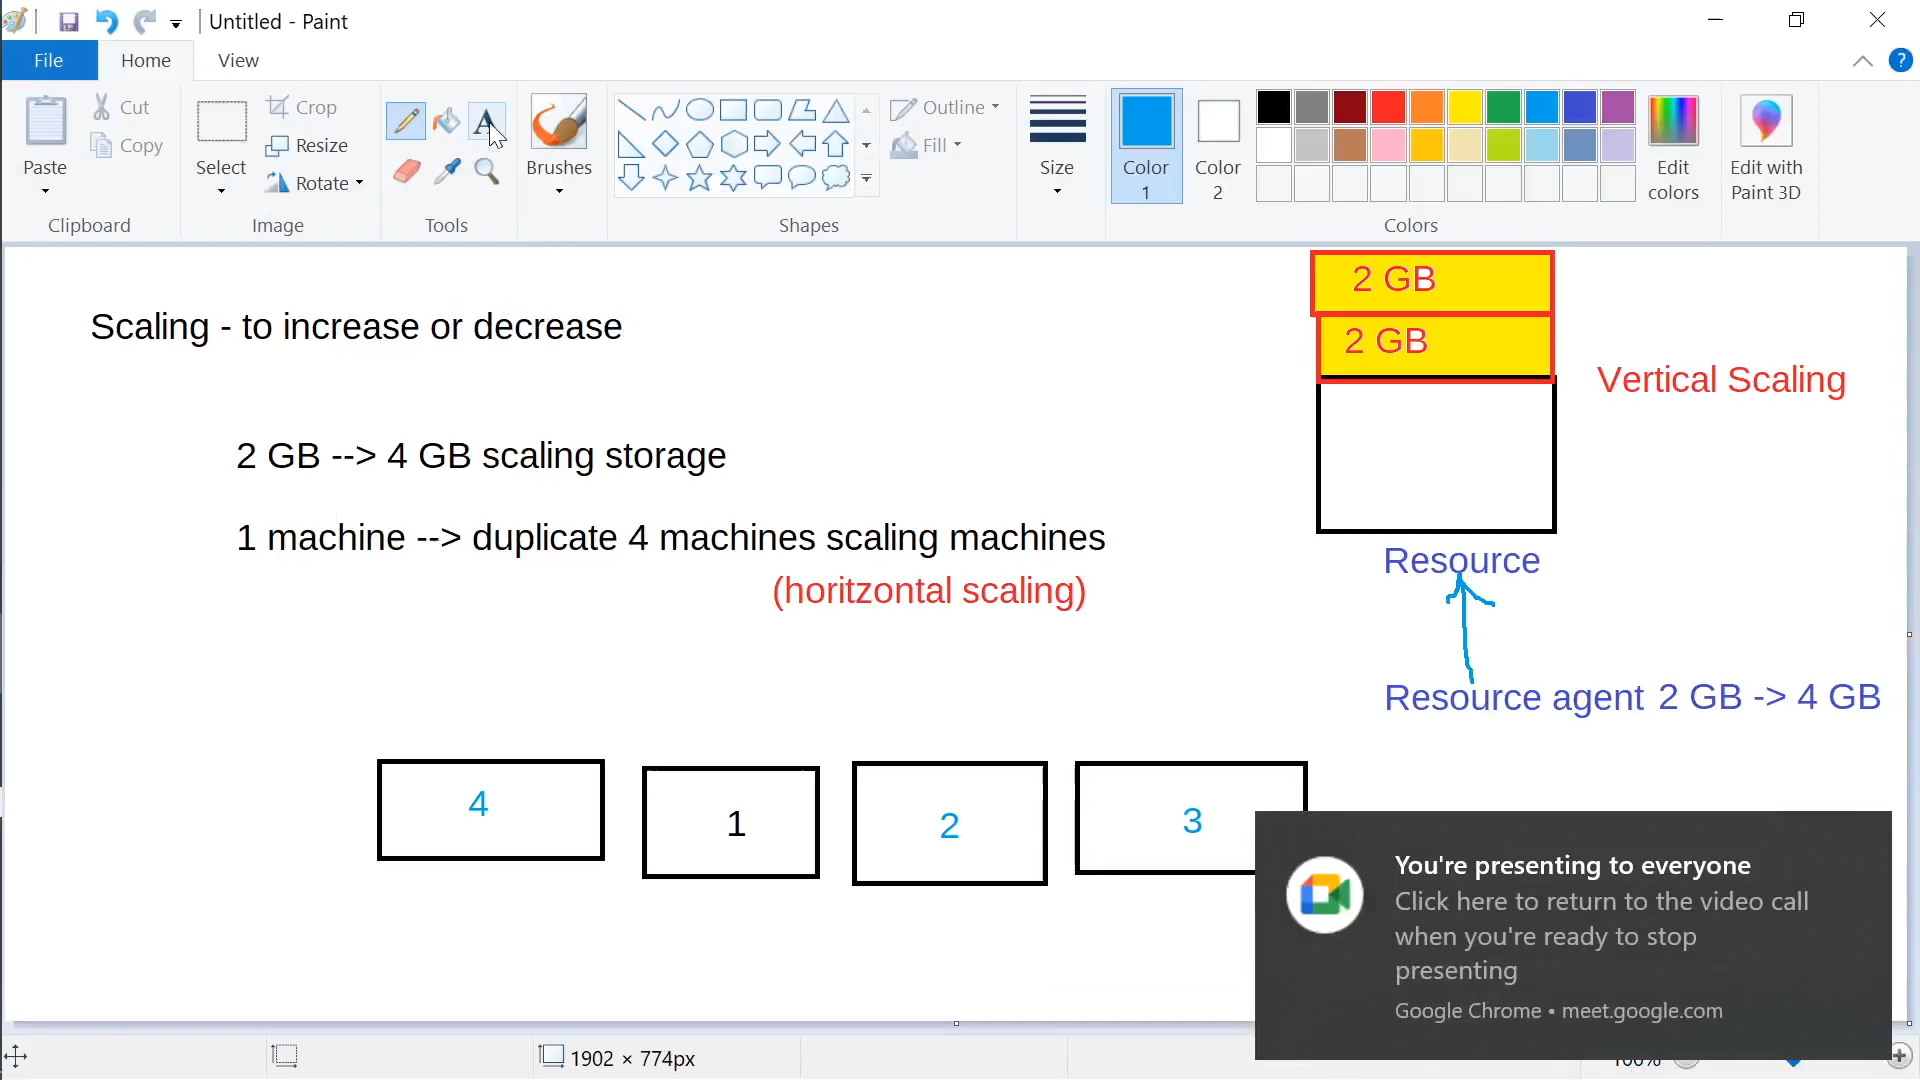 Untitled - Paint
File
Home
View
Paste
Cut
Copy
Clipboard
Select
Crop
Resize
Rotate
Image
Tools
Brushes
Shapes
Outline
Fill
Size
Color
1
Color
2
Colors
Edit
colors
Edit with
Paint 3D
2 GB
2 GB
Vertical Scaling
Scaling - to increase or decrease
2 GB --> 4 GB scaling storage
1 machine --> duplicate 4 machines scaling machines
(horitzontal scaling)
Resource
Resource agent 2 GB -> 4 GB
4
1
2
3
You're presenting to everyone
Click here to return to the video call
when you're ready to stop
presenting
Google Chrome • meet.google.com
1902 × 774px
100%